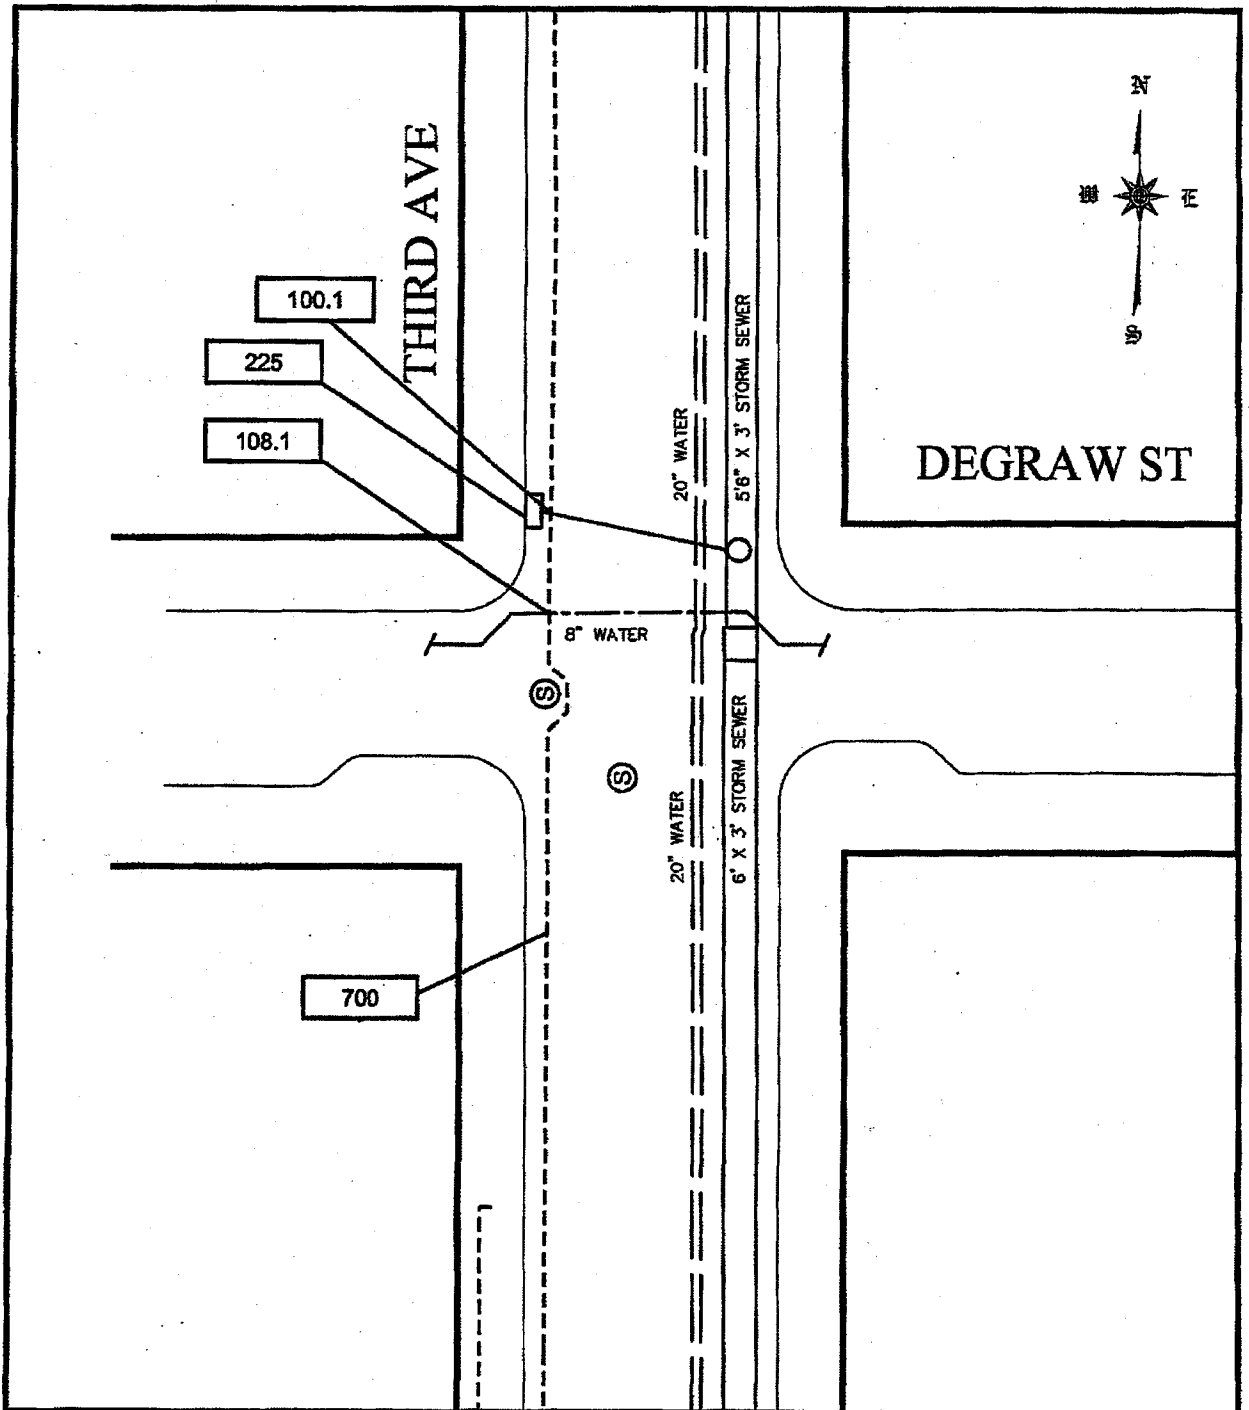 N
W
E
S
THIRD AVE
100.1
225
108.1
20" WATER
5'6" X 3' STORM SEWER
DEGRAW ST
8" WATER
S
S
20" WATER
6' X 3' STORM SEWER
700